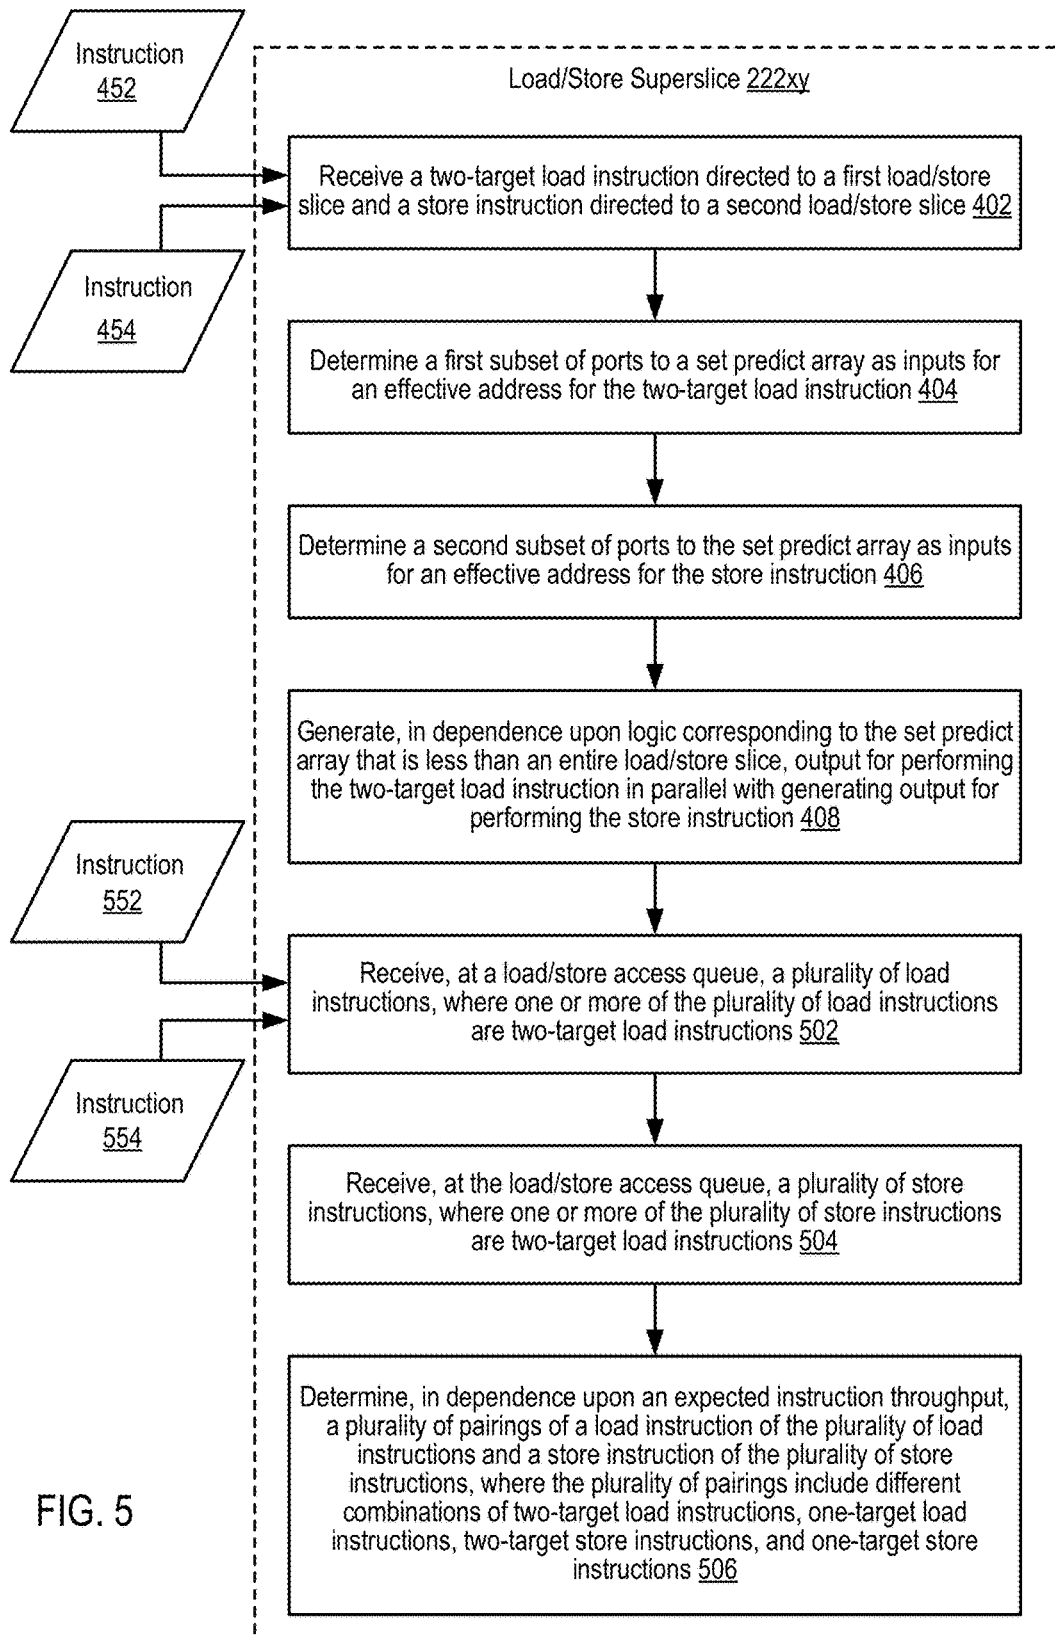 Instruction
452
Load/Store Superslice 222xy
Receive a two-target load instruction directed to a first load/store
slice and a store instruction directed to a second load/store slice 402
Instruction
454
Determine a first subset of ports to a set predict array as inputs for
an effective address for the two-target load instruction 404
Determine a second subset of ports to the set predict array as inputs
for an effective address for the store instruction 406
Generate, in dependence upon logic corresponding to the set predict
array that is less than an entire load/store slice, output for performing
the two-target load instruction in parallel with generating output for
performing the store instruction 408
Instruction
552
Receive, at a load/store access queue, a plurality of load
instructions, where one or more of the plurality of load instructions
are two-target load instructions 502
Instruction
554
Receive, at the load/store access queue, a plurality of store
instructions, where one or more of the plurality of store instructions
are two-target load instructions 504
Determine, in dependence upon an expected instruction throughput,
a plurality of pairings of a load instruction of the plurality of load
instructions and a store instruction of the plurality of store
instructions, where the plurality of pairings include different
combinations of two-target load instructions, one-target load
instructions, two-target store instructions, and one-target store
instructions 506
FIG. 5